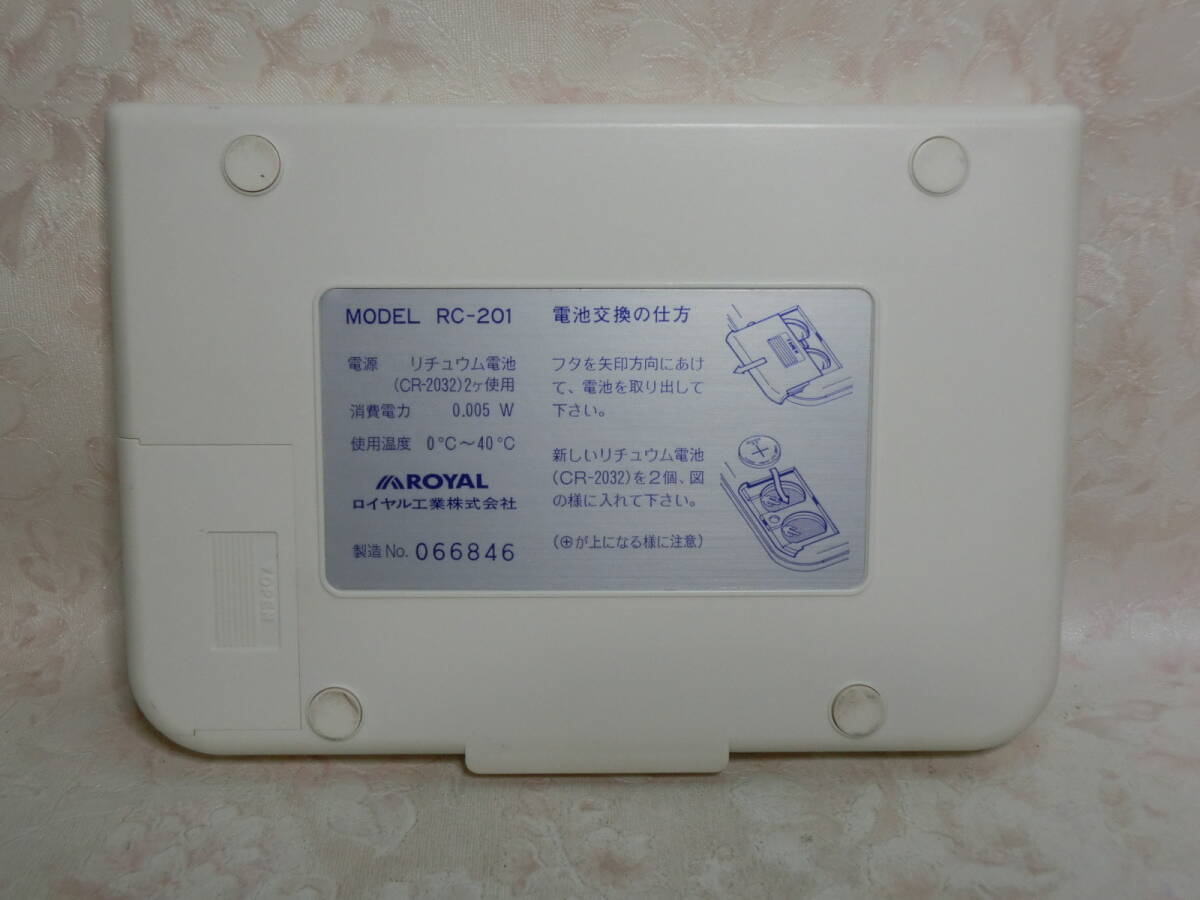 MODEL RC-201
電源 リチュウム電池
(CR-2032)2ヶ使用
消費電力 0.005 W
使用温度 0°C〜40°C
ROYAL
ロイヤル工業株式会社
製造No. 066846
電池交換の仕方
フタを矢印方向にあけ
て、電池を取り出して
下さい。
新しいリチュウム電池
(CR-2032)を2個、図
の様に入れて下さい。
(⊕が上になる様に注意)
OPEN